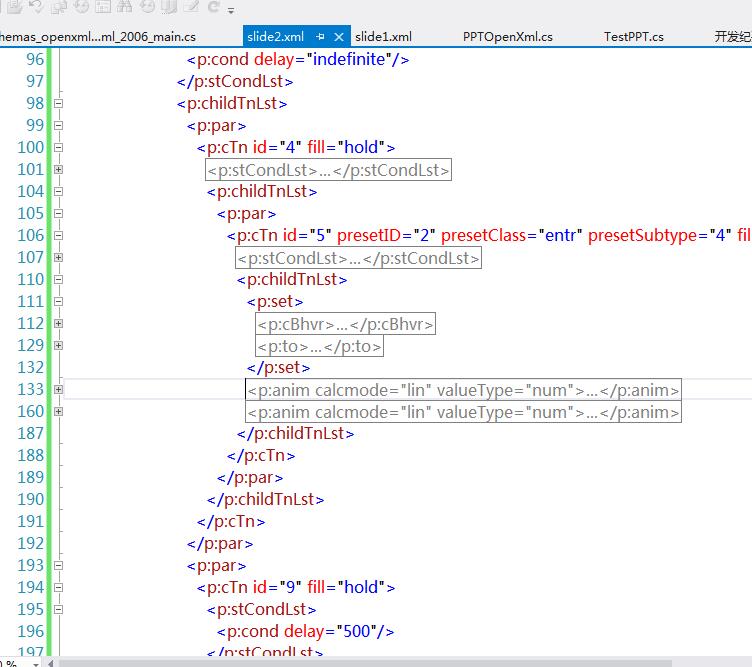 hemas_openxml...ml_2006_main.cs slide2.xml slide1.xml PPTOpenXml.cs TestPPT.cs 开发纪
96 <p:cond delay="indefinite"/>
97 </p:stCondLst>
98 <p:childTnLst>
99 <p:par>
100 <p:cTn id="4" fill="hold">
101 <p:stCondLst>...</p:stCondLst>
104 <p:childTnLst>
105 <p:par>
106 <p:cTn id="5" presetID="2" presetClass="entr" presetSubtype="4" fil
107 <p:stCondLst>...</p:stCondLst>
110 <p:childTnLst>
111 <p:set>
112 <p:cBhvr>...</p:cBhvr>
129 <p:to>...</p:to>
132 </p:set>
133 <p:anim calcmode="lin" valueType="num">...</p:anim>
160 <p:anim calcmode="lin" valueType="num">...</p:anim>
187 </p:childTnLst>
188 </p:cTn>
189 </p:par>
190 </p:childTnLst>
191 </p:cTn>
192 </p:par>
193 <p:par>
194 <p:cTn id="9" fill="hold">
195 <p:stCondLst>
196 <p:cond delay="500"/>
197 </p:stCondLst>